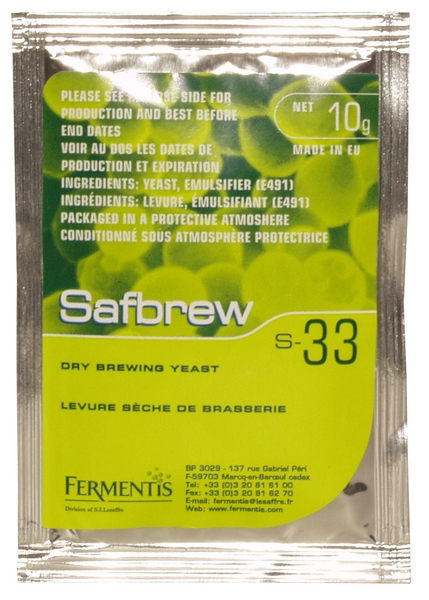 PLEASE SEE REVERSE SIDE FOR
PRODUCTION AND BEST BEFORE
END DATES
VOIR AU DOS LES DATES DE
PRODUCTION ET EXPIRATION
INGREDIENTS: YEAST, EMULSIFIER (E491)
INGRÉDIENTS: LEVURE, ÉMULSIFIANT (E491)
PACKAGED IN A PROTECTIVE ATMOSHERE
CONDITIONNÉ SOUS ATMOSPHÈRE PROTECTRICE
NET 10g
MADE IN EU
Safbrew
S-33
DRY BREWING YEAST
LEVURE SÈCHE DE BRASSERIE
FERMENTIS
Division of S.I.Lesaffre
BP 3029 - 137 rue Gabriel Péri
F-59703 Marcq-en-Barœul cedex
Tel: +33 (0)3 20 81 61 00
Fax: +33 (0)3 20 81 62 70
E-mail: fermentis@lesaffre.fr
Web: www.fermentis.com